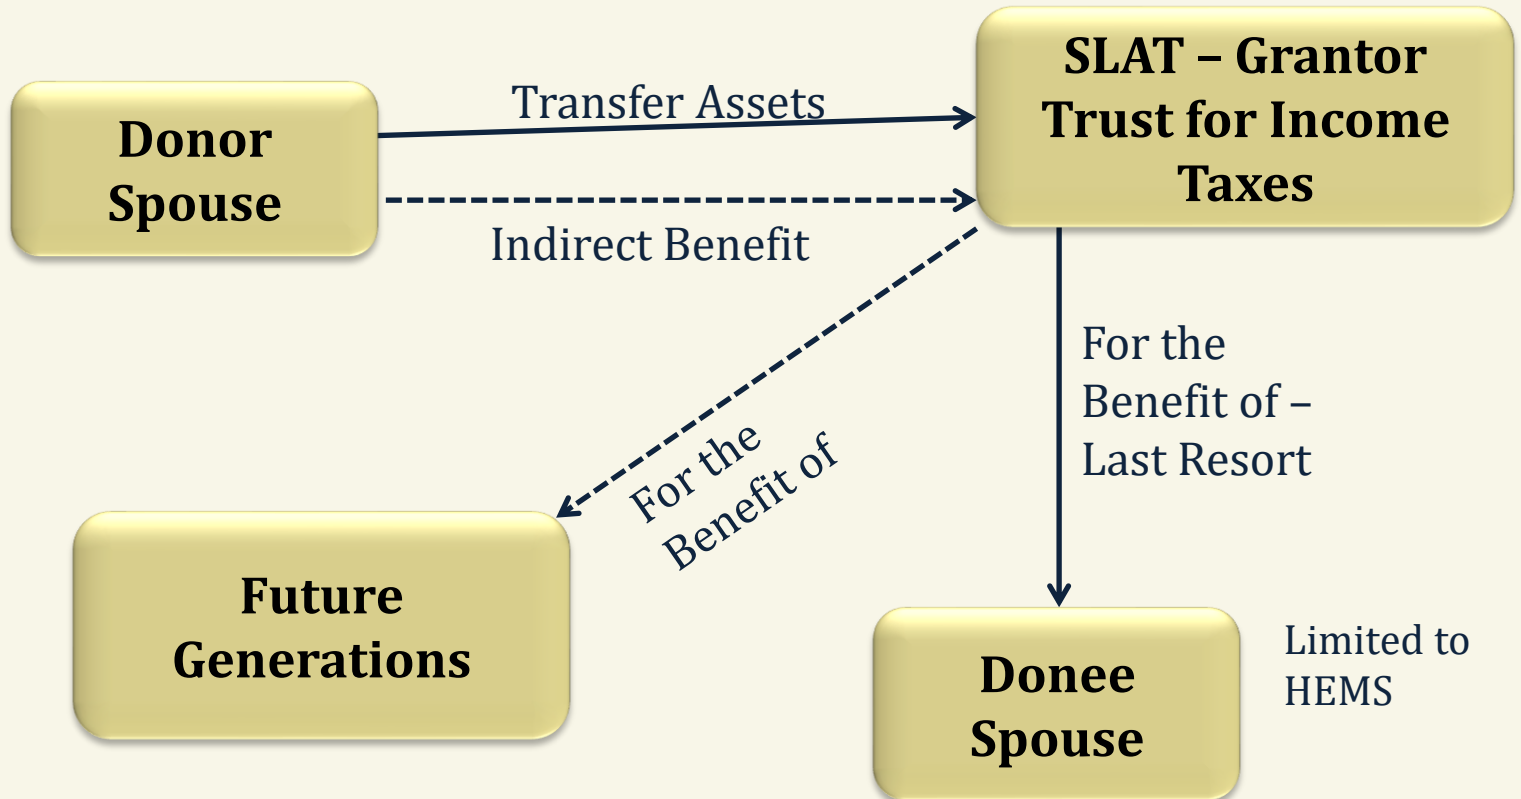 Donor
Spouse
Transfer Assets
Indirect Benefit
SLAT – Grantor
Trust for Income
Taxes
For the
Benefit of –
Last Resort
For the
Benefit of
Future
Generations
Donee
Spouse
Limited to
HEMS